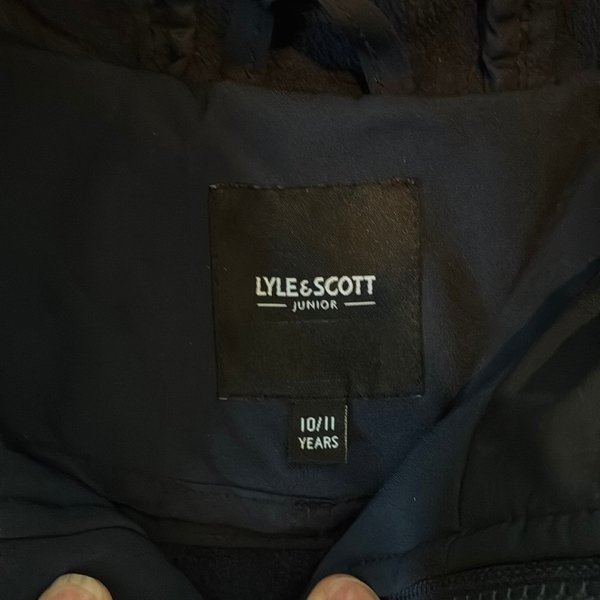 LYLE&SCOTT
JUNIOR
10/11
YEARS